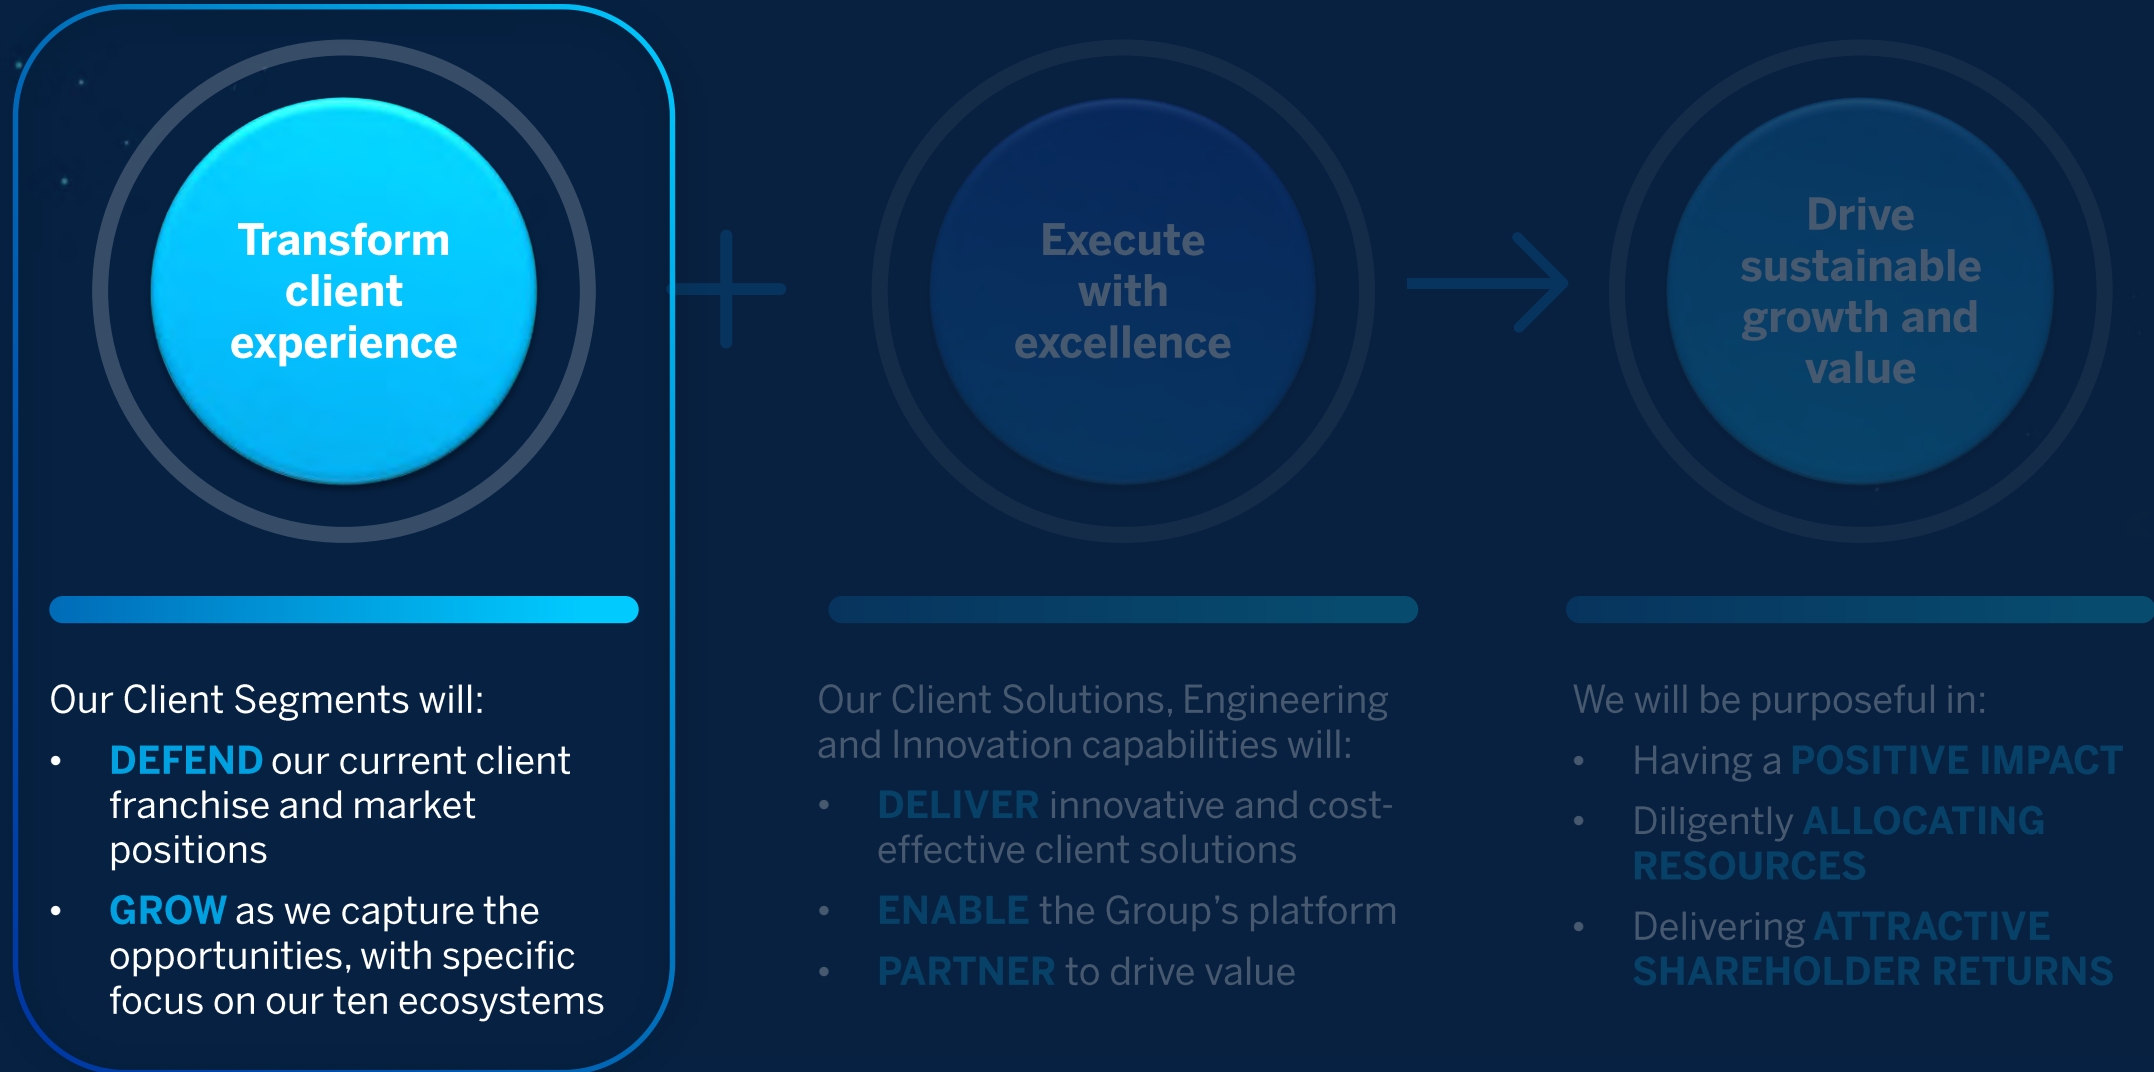 Transform
client
experience
Execute
with
excellence
Drive
sustainable
growth and
value
Our Client Segments will:
• DEFEND our current client
franchise and market
positions
• GROW as we capture the
opportunities, with specific
focus on our ten ecosystems
Our Client Solutions, Engineering
and Innovation capabilities will:
• DELIVER innovative and cost-
effective client solutions
• ENABLE the Group’s platform
• PARTNER to drive value
We will be purposeful in:
• Having a POSITIVE IMPACT
• Diligently ALLOCATING
RESOURCES
• Delivering ATTRACTIVE
SHAREHOLDER RETURNS